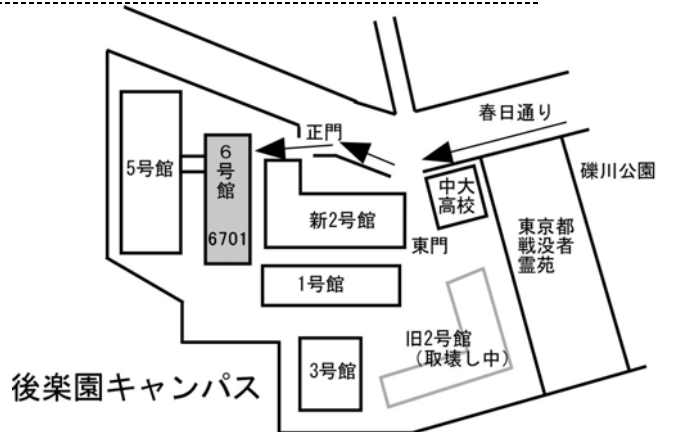 春日通り
正門
礫川公園
5号館
6
号
館
6701
中大
高校
新2号館
東門
東京都
戦没者
霊苑
1号館
旧2号館
(取壊し中)
3号館
後楽園キャンパス